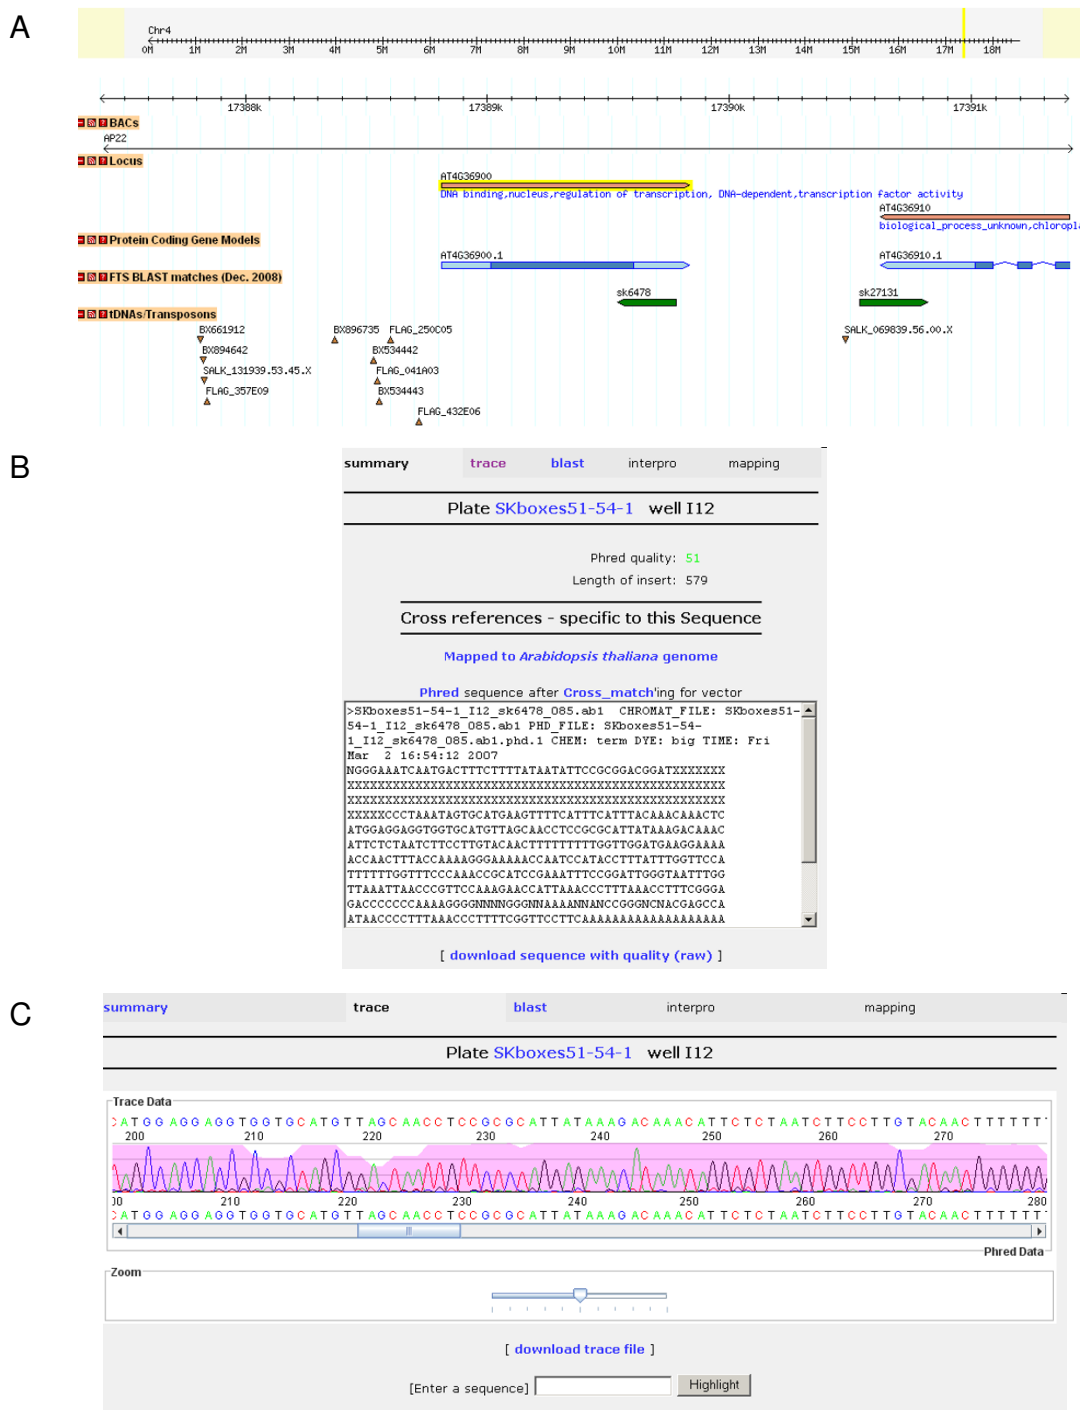 A
Chr4
0M 1M 2M 3M 4M 5M 6M 7M 8M 9M 10M 11M 12M 13M 14M 15M 16M 17M 18M
17388k 17389k 17390k 17391k
BACs
AP22
Locus
AT4G36900
DNA binding,nucleus,regulation of transcription, DNA-dependent,transcription factor activity
AT4G36910
biological_process_unknown,chloropla
Protein Coding Gene Models
AT4G36900.1 AT4G36910.1
FTS BLAST matches (Dec. 2008)
sk6478 sk27131
tDNAs/Transposons
BX661912 BX896735 FLAG_250C05 SALK_069839.56.00.X
BX894642 BX534442
SALK_131939.53.45.X FLAG_041A03
FLAG_357E09 BX534443
FLAG_432E06
B
summary trace blast interpro mapping
Plate SKboxes51-54-1 well I12
Phred quality: 51
Length of insert: 579
Cross references - specific to this Sequence
Mapped to Arabidopsis thaliana genome
Phred sequence after Cross_match'ing for vector
>SKboxes51-54-1_I12_sk6478_085.ab1 CHROMAT_FILE: SKboxes51-
54-1_I12_sk6478_085.ab1 PHD_FILE: SKboxes51-54-
1_I12_sk6478_085.ab1.phd.1 CHEM: term DYE: big TIME: Fri
Mar 2 16:54:12 2007
NGGGAAATCAATGACTTTCTTTTATAATATTCCGCGGACGGATXXXXXXX
XXXXXXXXXXXXXXXXXXXXXXXXXXXXXXXXXXXXXXXXXXXXXXXXXX
XXXXXXXXXXXXXXXXXXXXXXXXXXXXXXXXXXXXXXXXXXXXXXXXXX
XXXXXCCCTAAATAGTGCATGAAGTTTTCATTTCATTTACAAACAAACTC
ATGGAGGAGGTGGTGCATGTTAGCAACCTCCGCGCATTATAAAGACAAAC
ATTCTCTAATCTTCCTTGTACAACTTTTTTTTTGGTTGGATGAAGGAAAA
ACCAACTTTACCAAAAGGGAAAAACCAATCCATACCTTTATTTGGTTCCA
TTTTTTGGTTTCCCAAACCGCATCCGAAATTTCCGGATTGGGTAATTTGG
TTAAATTAACCCGTTCCAAAGAACCATTAAACCCTTTAAACCTTTCGGGA
GACCCCCCCAAAAGGGGNNNNGGGNNAAAANNANCCGGGNCNACGAGCCA
ATAACCCCTTTAAACCCTTTTCGGTTCCTTCAAAAAAAAAAAAAAAAAAA
[ download sequence with quality (raw) ]
C
summary trace blast interpro mapping
Plate SKboxes51-54-1 well I12
Trace Data
CATGGAGGAGGTGGTGCATGTTAGCAACCTCCGCGCATTATAAAGACAAACATTCTCTAATCTTCCTTGTACAACTTTTTT
200 210 220 230 240 250 260 270
00 210 220 230 240 250 260 270 280
CATGGAGGAGGTGGTGCATGTTAGCAACCTCCGCGCATTATAAAGACAAACATTCTCTAATCTTCCTTGTACAACTTTTTT
Phred Data
Zoom
[ download trace file ]
[Enter a sequence] Highlight